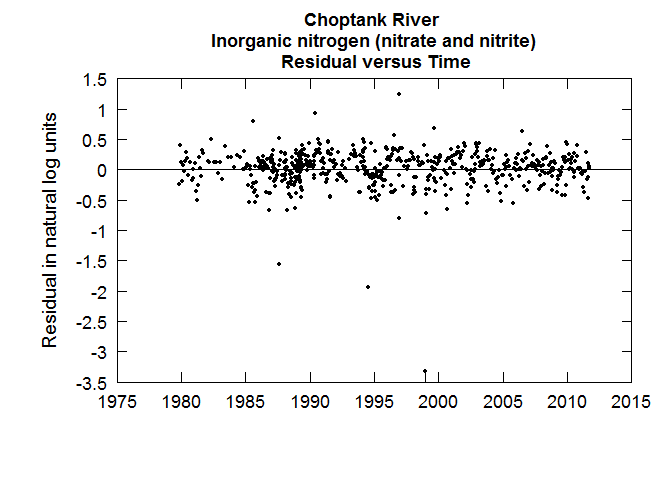 Choptank River
Inorganic nitrogen (nitrate and nitrite)
Residual versus Time
Residual in natural log units
1.5
1
0.5
0
-0.5
-1
-1.5
-2
-2.5
-3
-3.5
1975 1980 1985 1990 1995 2000 2005 2010 2015